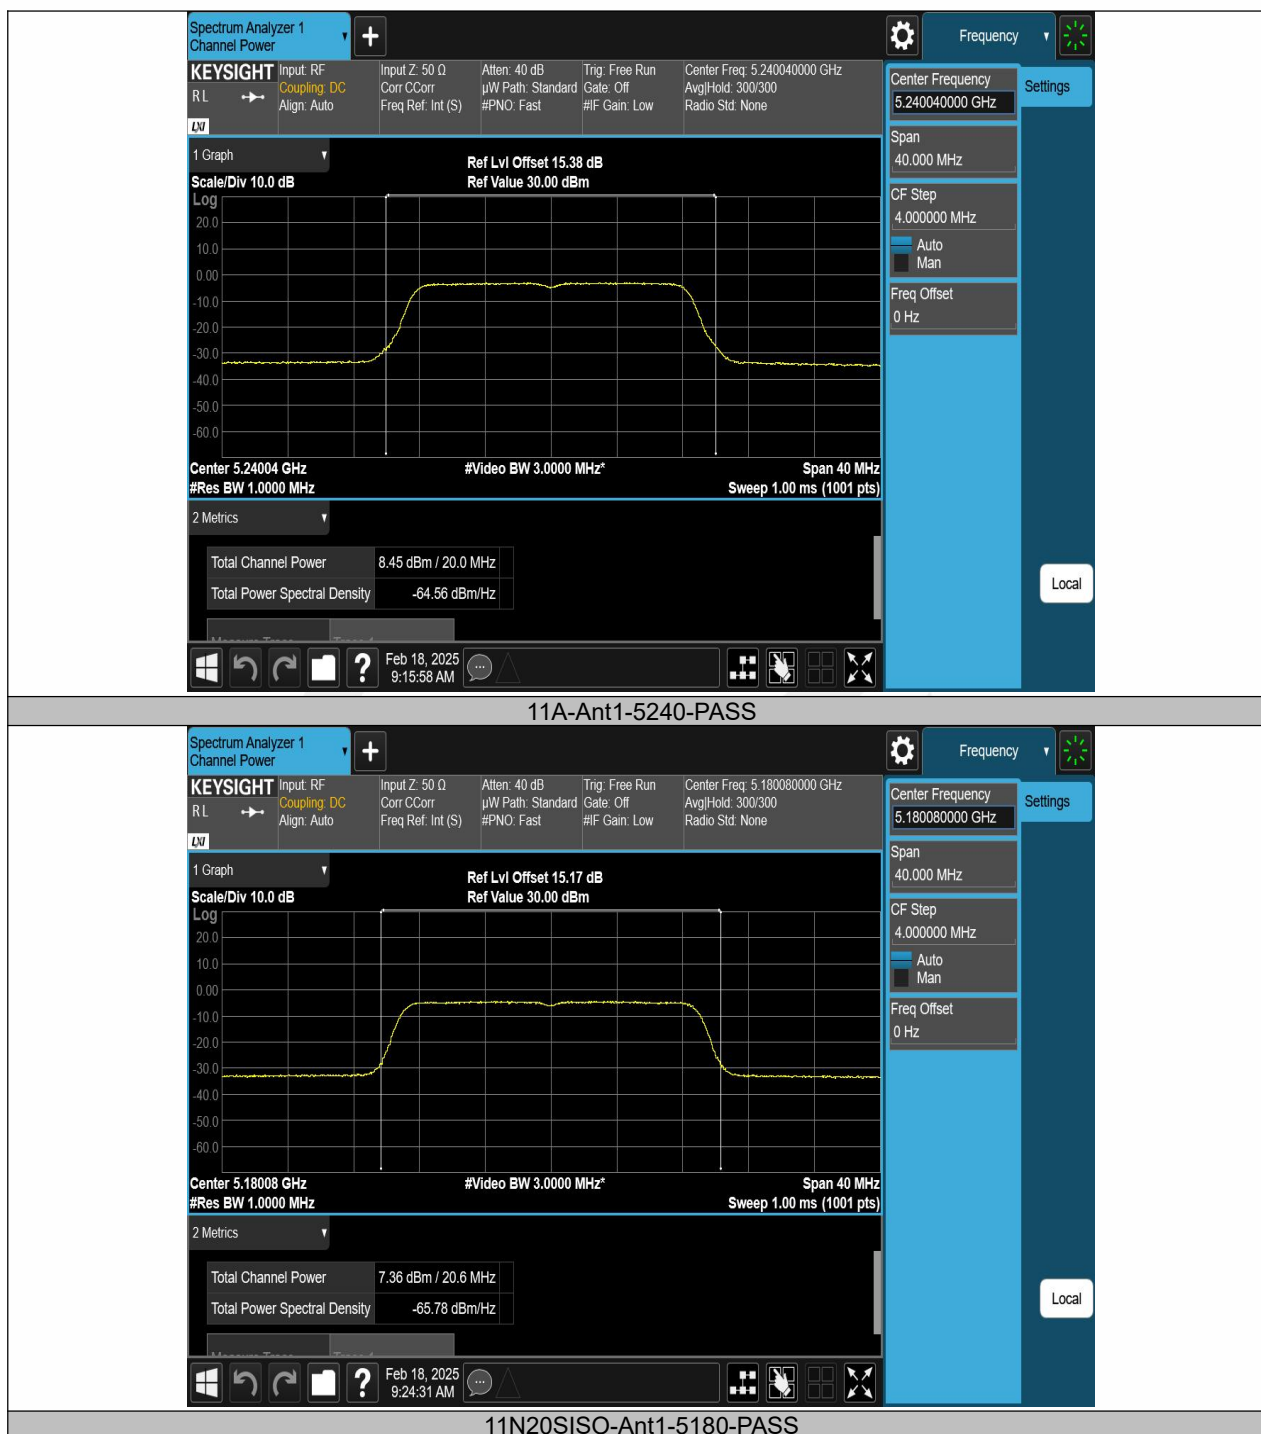 Spectrum Analyzer 1
Channel Power
+
Frequency
KEYSIGHT
R L
LXI
Input: RF
Coupling: DC
Align: Auto
Input Z: 50 Ω
Corr CCorr
Freq Ref: Int (S)
Atten: 40 dB
µW Path: Standard
#PNO: Fast
Trig: Free Run
Gate: Off
#IF Gain: Low
Center Freq: 5.240040000 GHz
Avg|Hold: 300/300
Radio Std: None
Center Frequency
5.240040000 GHz
Settings
Span
40.000 MHz
CF Step
4.000000 MHz
Auto
Man
Freq Offset
0 Hz
Local
1 Graph
Scale/Div 10.0 dB
Ref Lvl Offset 15.38 dB
Ref Value 30.00 dBm
Log
20.0
10.0
0.00
-10.0
-20.0
-30.0
-40.0
-50.0
-60.0
Center 5.24004 GHz
#Video BW 3.0000 MHz*
Span 40 MHz
#Res BW 1.0000 MHz
Sweep 1.00 ms (1001 pts)
2 Metrics
Total Channel Power 8.45 dBm / 20.0 MHz
Total Power Spectral Density -64.56 dBm/Hz
?
Feb 18, 2025
9:15:58 AM
11A-Ant1-5240-PASS
Spectrum Analyzer 1
Channel Power
+
Frequency
KEYSIGHT
R L
LXI
Input: RF
Coupling: DC
Align: Auto
Input Z: 50 Ω
Corr CCorr
Freq Ref: Int (S)
Atten: 40 dB
µW Path: Standard
#PNO: Fast
Trig: Free Run
Gate: Off
#IF Gain: Low
Center Freq: 5.180080000 GHz
Avg|Hold: 300/300
Radio Std: None
Center Frequency
5.180080000 GHz
Settings
Span
40.000 MHz
CF Step
4.000000 MHz
Auto
Man
Freq Offset
0 Hz
Local
1 Graph
Scale/Div 10.0 dB
Ref Lvl Offset 15.17 dB
Ref Value 30.00 dBm
Log
20.0
10.0
0.00
-10.0
-20.0
-30.0
-40.0
-50.0
-60.0
Center 5.18008 GHz
#Video BW 3.0000 MHz*
Span 40 MHz
#Res BW 1.0000 MHz
Sweep 1.00 ms (1001 pts)
2 Metrics
Total Channel Power 7.36 dBm / 20.6 MHz
Total Power Spectral Density -65.78 dBm/Hz
?
Feb 18, 2025
9:24:31 AM
11N20SISO-Ant1-5180-PASS